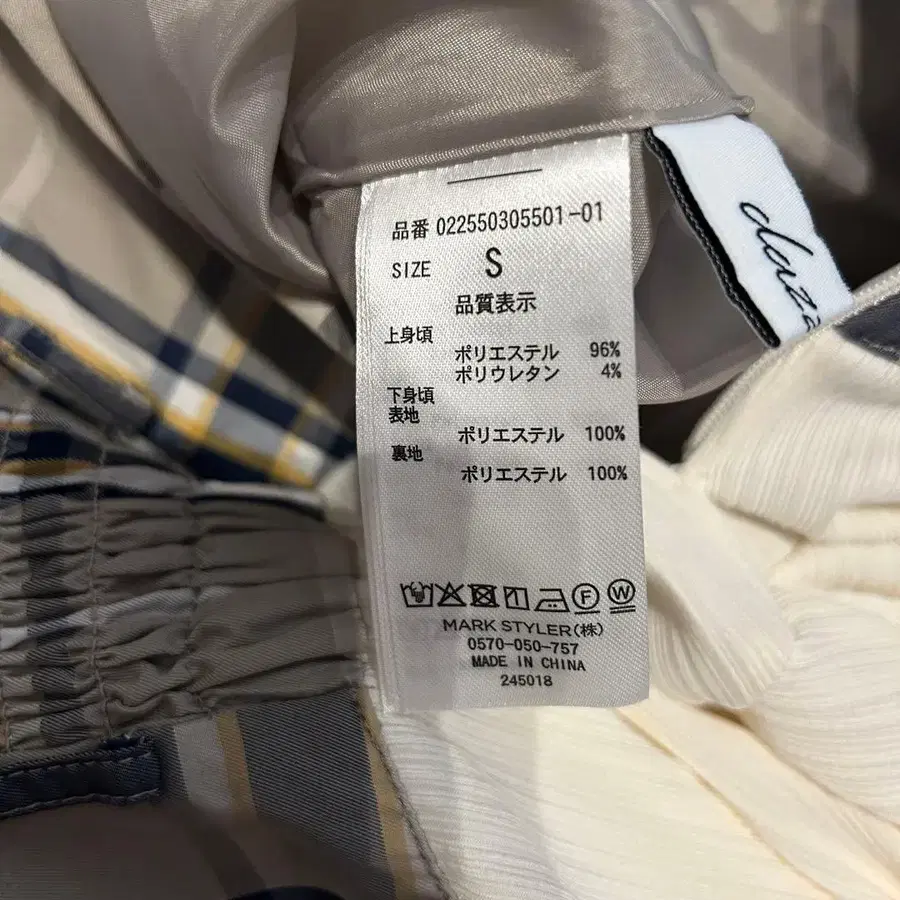 品番 022550305501-01
SIZE S
品質表示
上身頃
ポリエステル 96%
ポリウレタン 4%
下身頃
表地
ポリエステル 100%
裏地
ポリエステル 100%
F W
MARK STYLER(株)
0570-050-757
MADE IN CHINA
245018